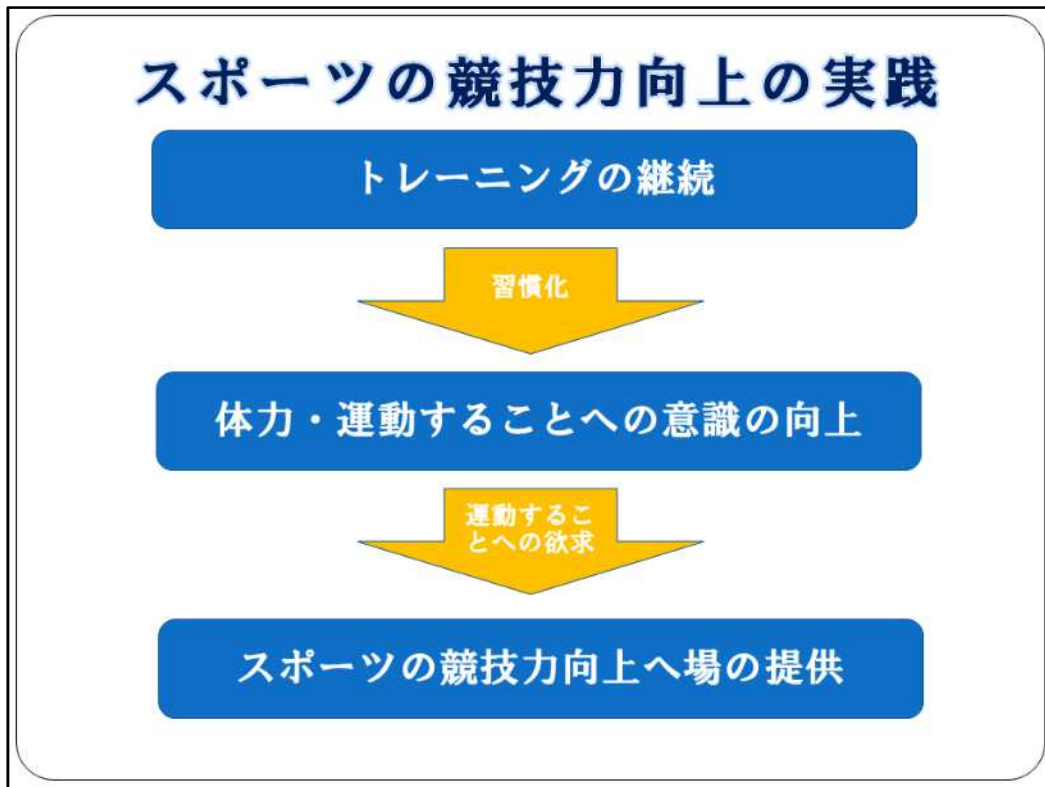 スポーツの競技力向上の実践
トレーニングの継続
習慣化
体力・運動することへの意識の向上
運動するこ
とへの欲求
スポーツの競技力向上へ場の提供